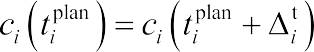 c_i(t_i^plan) = c_i(t_i^plan + Δ_i^t)